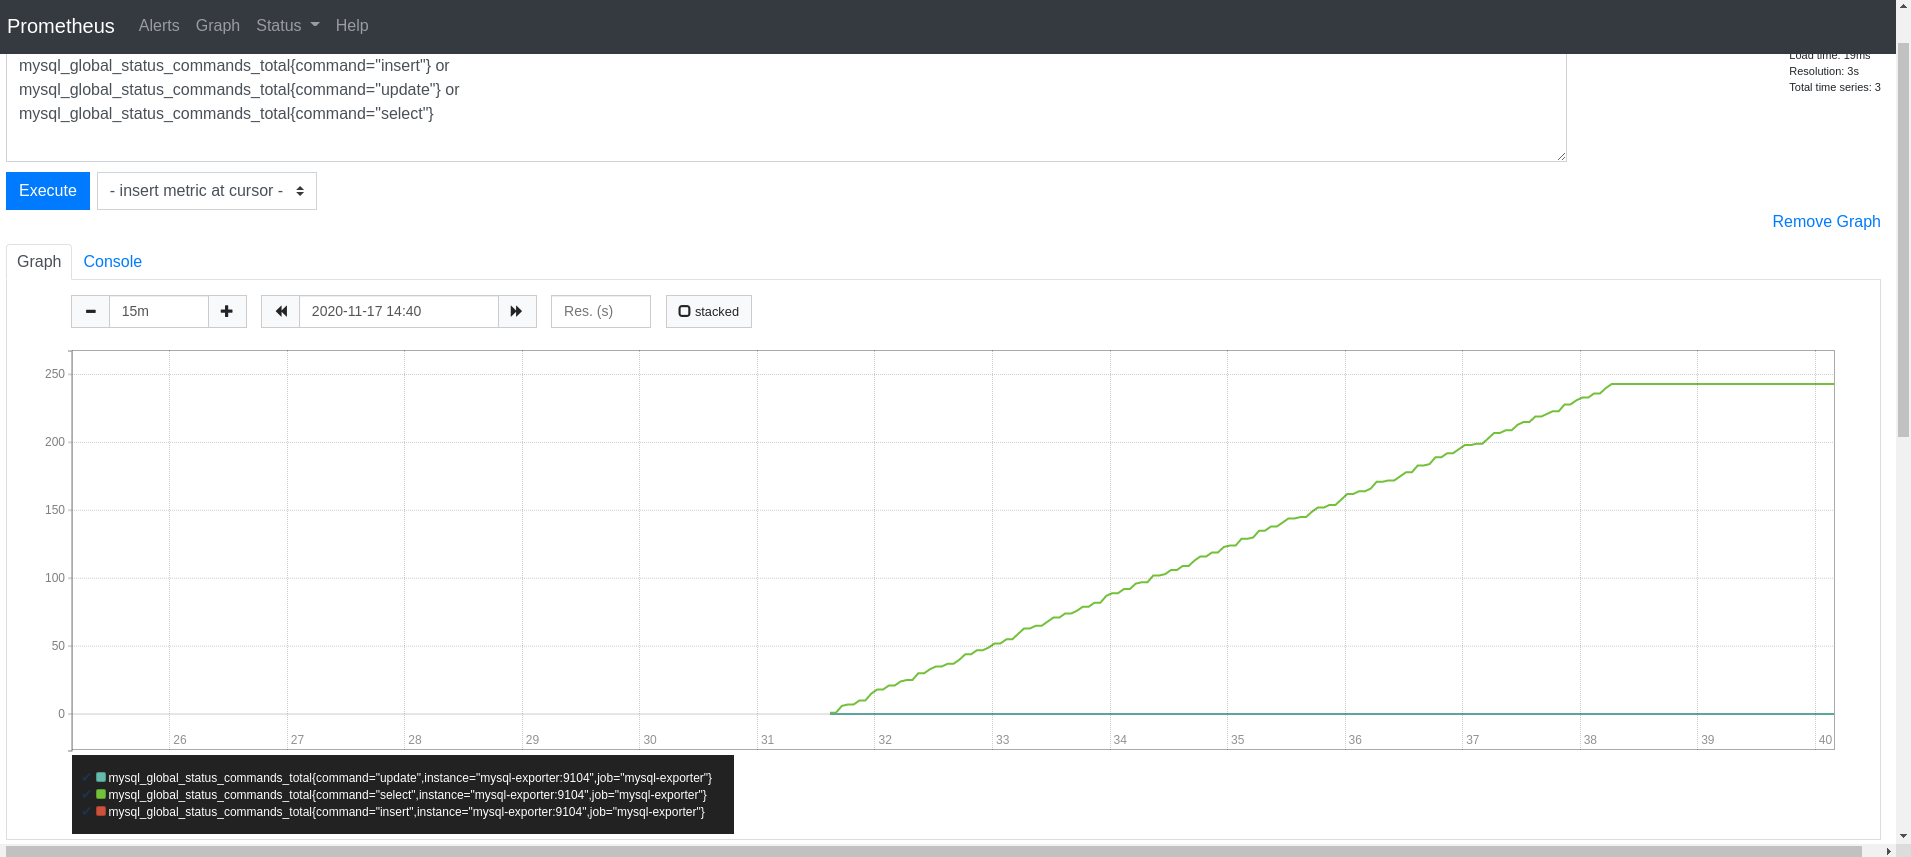 Prometheus Alerts Graph Status Help
Load time: 19ms
mysql_global_status_commands_total{command="insert"} or
Resolution: 3s
mysql_global_status_commands_total{command="update"} or
Total time series: 3
mysql_global_status_commands_total{command="select"}
Execute - insert metric at cursor -
Remove Graph
Graph Console
15m 2020-11-17 14:40 Res. (s) stacked
250
200
150
100
50
0
26 27 28 29 30 31 32 33 34 35 36 37 38 39 40
mysql_global_status_commands_total{command="update",instance="mysql-exporter:9104",job="mysql-exporter"}
mysql_global_status_commands_total{command="select",instance="mysql-exporter:9104",job="mysql-exporter"}
mysql_global_status_commands_total{command="insert",instance="mysql-exporter:9104",job="mysql-exporter"}